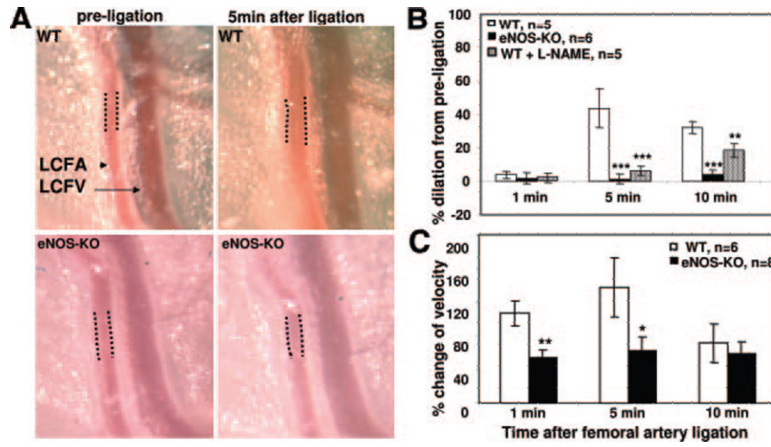 A
pre-ligation
5min after ligation
WT
WT
LCFA
LCFV
eNOS-KO
eNOS-KO
B
% dilation from pre-ligation
100
80
60
40
20
0
-20
WT, n=5
eNOS-KO, n=6
WT + L-NAME, n=5
***
***
***
**
1 min
5 min
10 min
C
% change of velocity
200
160
120
80
40
0
WT, n=6
eNOS-KO, n=8
**
*
1 min
5 min
10 min
Time after femoral artery ligation